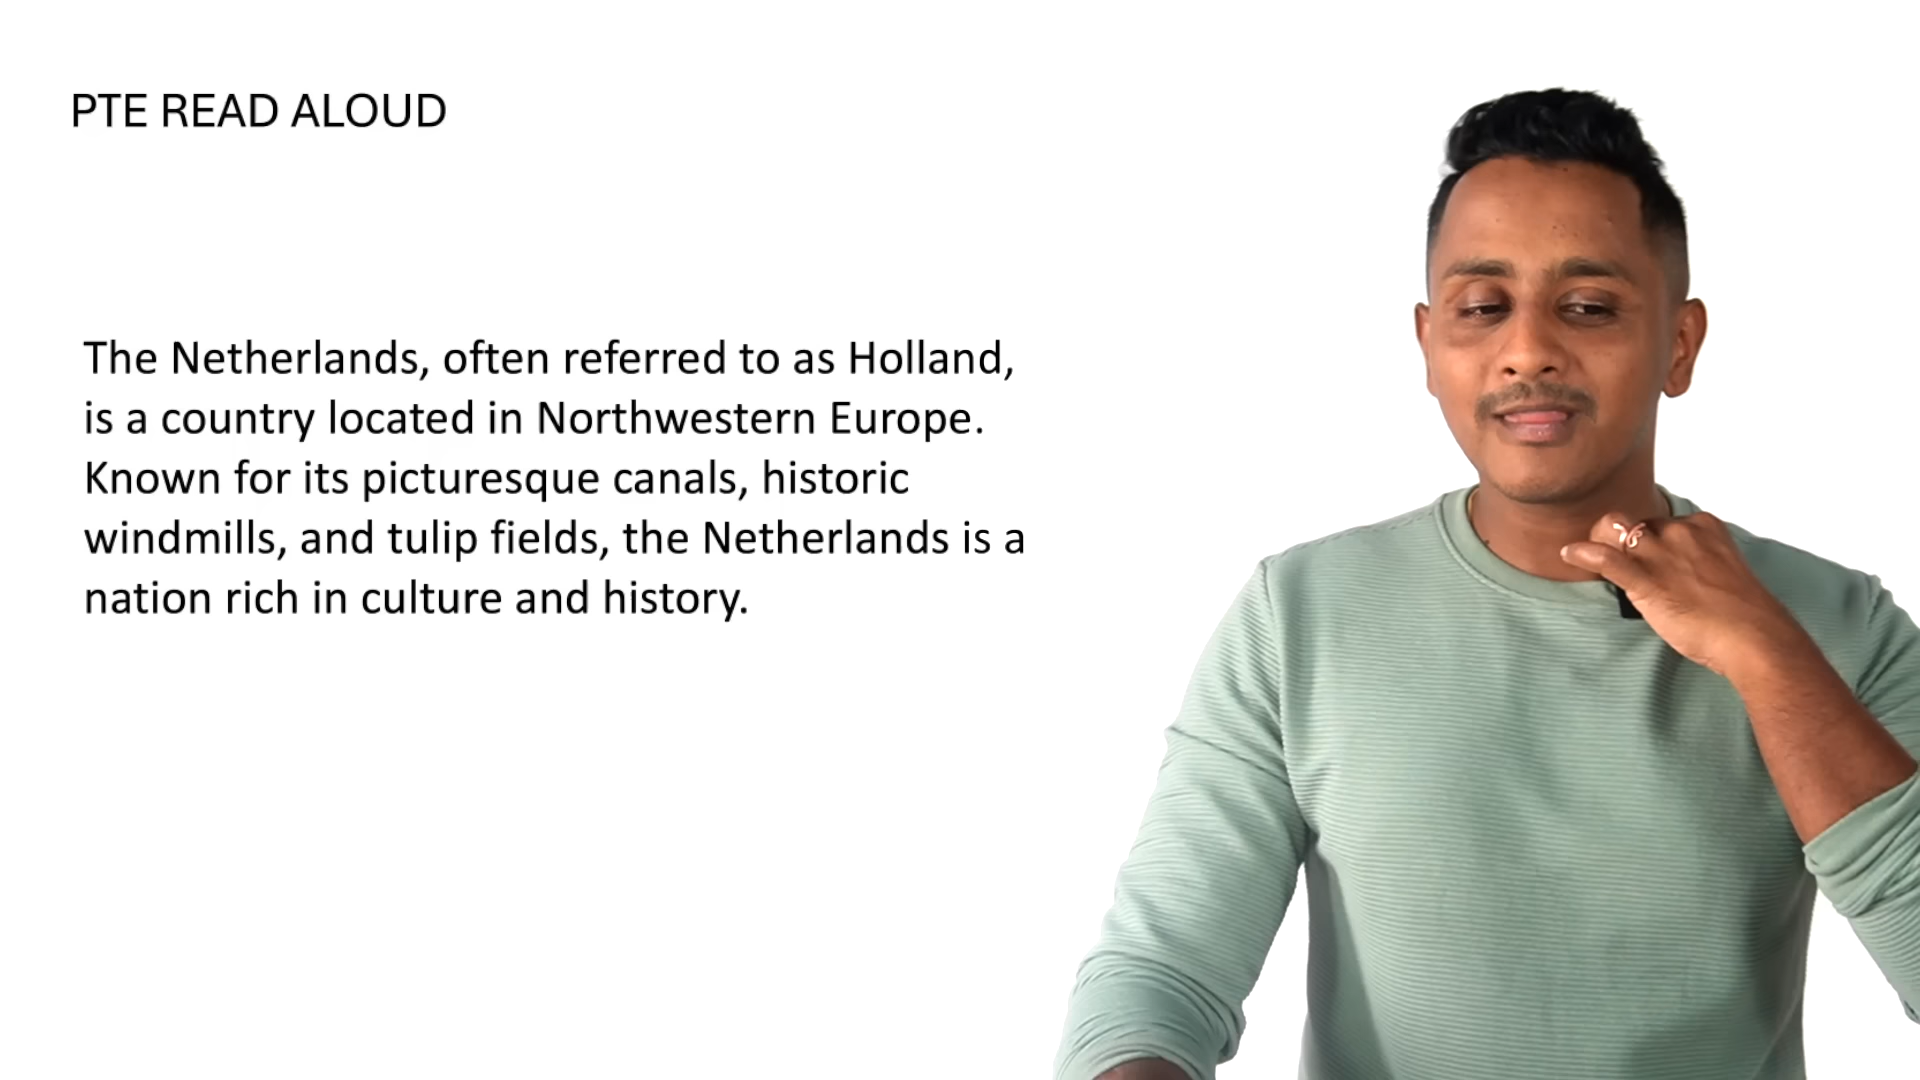 PTE READ ALOUD
The Netherlands, often referred to as Holland,
is a country located in Northwestern Europe.
Known for its picturesque canals, historic
windmills, and tulip fields, the Netherlands is a
nation rich in culture and history.